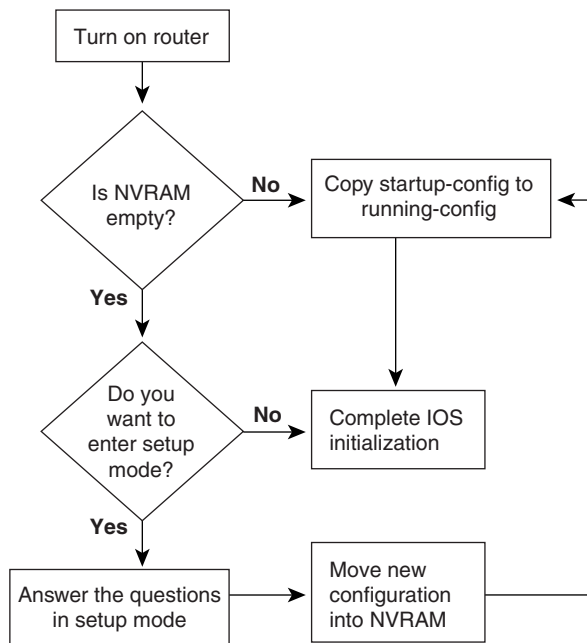 Turn on router
Is NVRAM
empty?
No
Copy startup-config to
running-config
Yes
Do you
want to
enter setup
mode?
No
Complete IOS
initialization
Yes
Answer the questions
in setup mode
Move new
configuration
into NVRAM